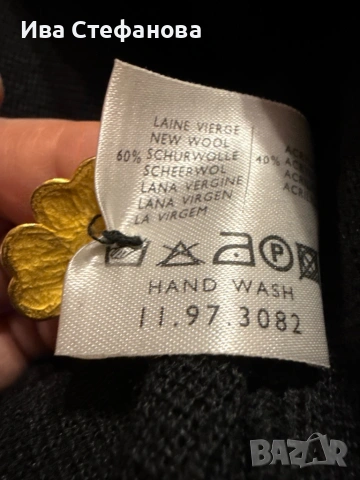 Ива Стефанова
LAINE VIERGE
NEW WOOL
60% SCHURWOLLE
SCHEERWOL
LANA VERGINE
LANA VIRGEN
LA VIRGEM
40%
P
HAND WASH
11.97.3082
BAZAR